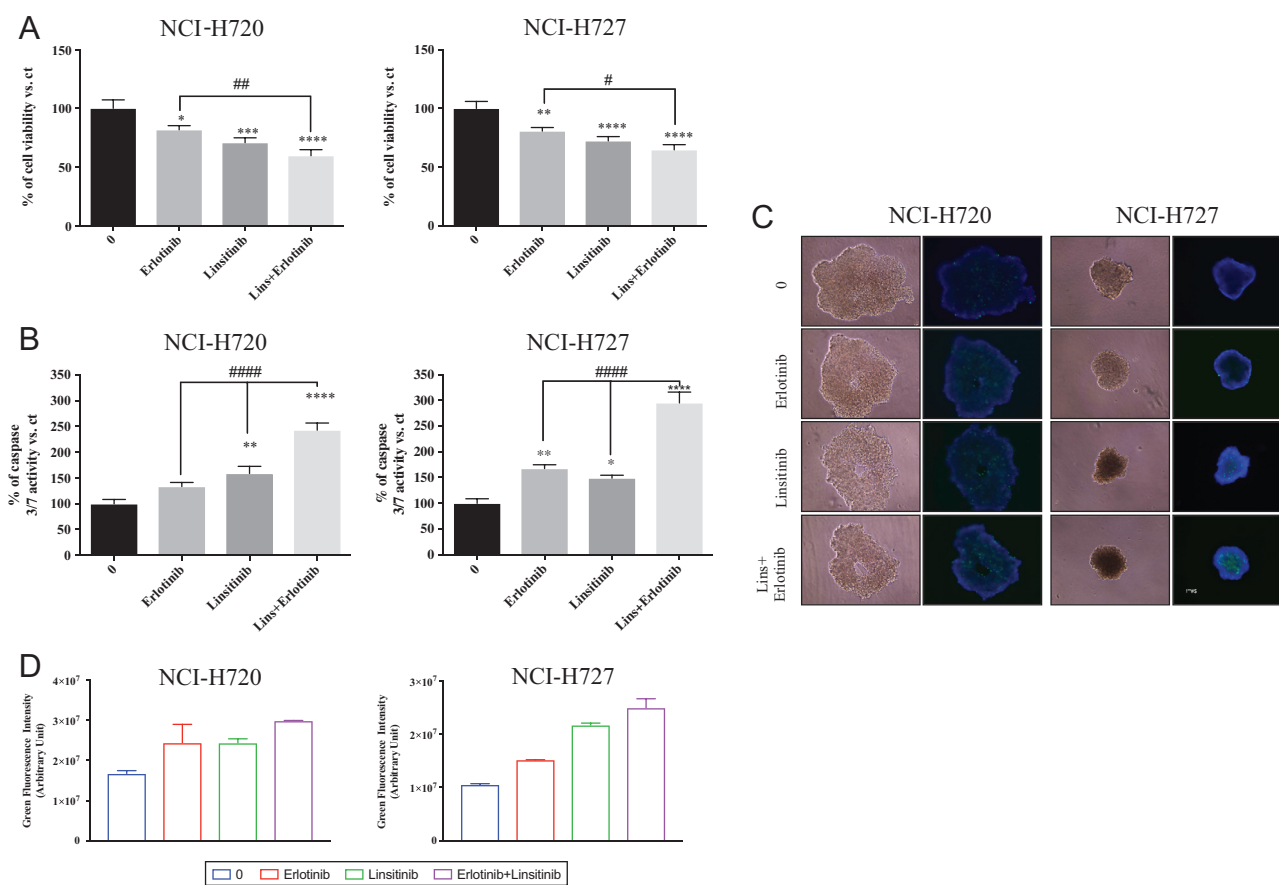 A
NCI-H720
% of cell viability vs. ct
150
100
50
0
##
*
***
****
0
Erlotinib
Linsitinib
Lins+Erlotinib
NCI-H727
% of cell viability vs. ct
150
100
50
0
#
**
****
****
0
Erlotinib
Linsitinib
Lins+Erlotinib
B
NCI-H720
% of caspase
3/7 activity vs. ct
350
300
250
200
150
100
50
0
####
**
****
0
Erlotinib
Linsitinib
Lins+Erlotinib
NCI-H727
% of caspase
3/7 activity vs. ct
350
300
250
200
150
100
50
0
####
**
*
****
0
Erlotinib
Linsitinib
Lins+Erlotinib
C
NCI-H720
NCI-H727
0
Erlotinib
Linsitinib
Lins+
Erlotinib
D
NCI-H720
Green Fluorescence Intensity
(Arbitrary Unit)
4×10⁷
3×10⁷
2×10⁷
1×10⁷
0
NCI-H727
Green Fluorescence Intensity
(Arbitrary Unit)
3×10⁷
2×10⁷
1×10⁷
0
0
Erlotinib
Linsitinib
Erlotinib+Linsitinib